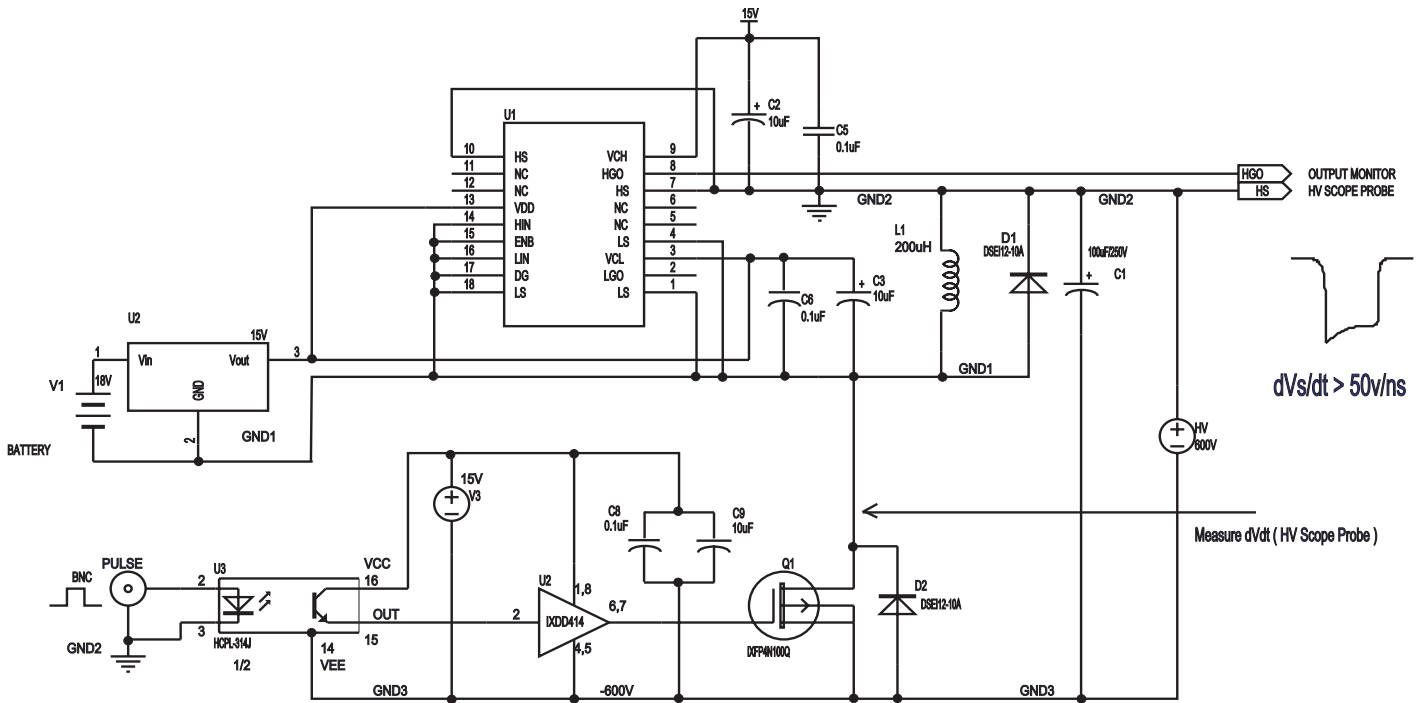 15V
+ C2
10uF
C5
0.1uF
U1
10 HS VCH 9
11 NC HGO 8
12 NC HS 7
13 VDD NC 6
14 HIN NC 5
15 ENB LS 4
16 LIN VCL 3
17 DG LGO 2
18 LS LS 1
HGO OUTPUT MONITOR
HS HV SCOPE PROBE
GND2
GND2
L1
200uH
D1
DSEI12-10A
100uF/250V
C1
+ C3
10uF
C6
0.1uF
U2
15V
1 Vin Vout 3
GND
2
V1
18V
BATTERY
GND1
GND1
dVs/dt > 50v/ns
+
−
HV
600V
15V
+
−
V3
C8
0.1uF
C9
10uF
Measure dVdt ( HV Scope Probe )
BNC
PULSE
GND2
U3
2
3
HCPL-314J
1/2
VCC
16
OUT
15
14
VEE
U2
2
1,8
IXDD414
6,7
4,5
Q1
IXFP4N100Q
D2
DSEI12-10A
GND3
-600V
GND3